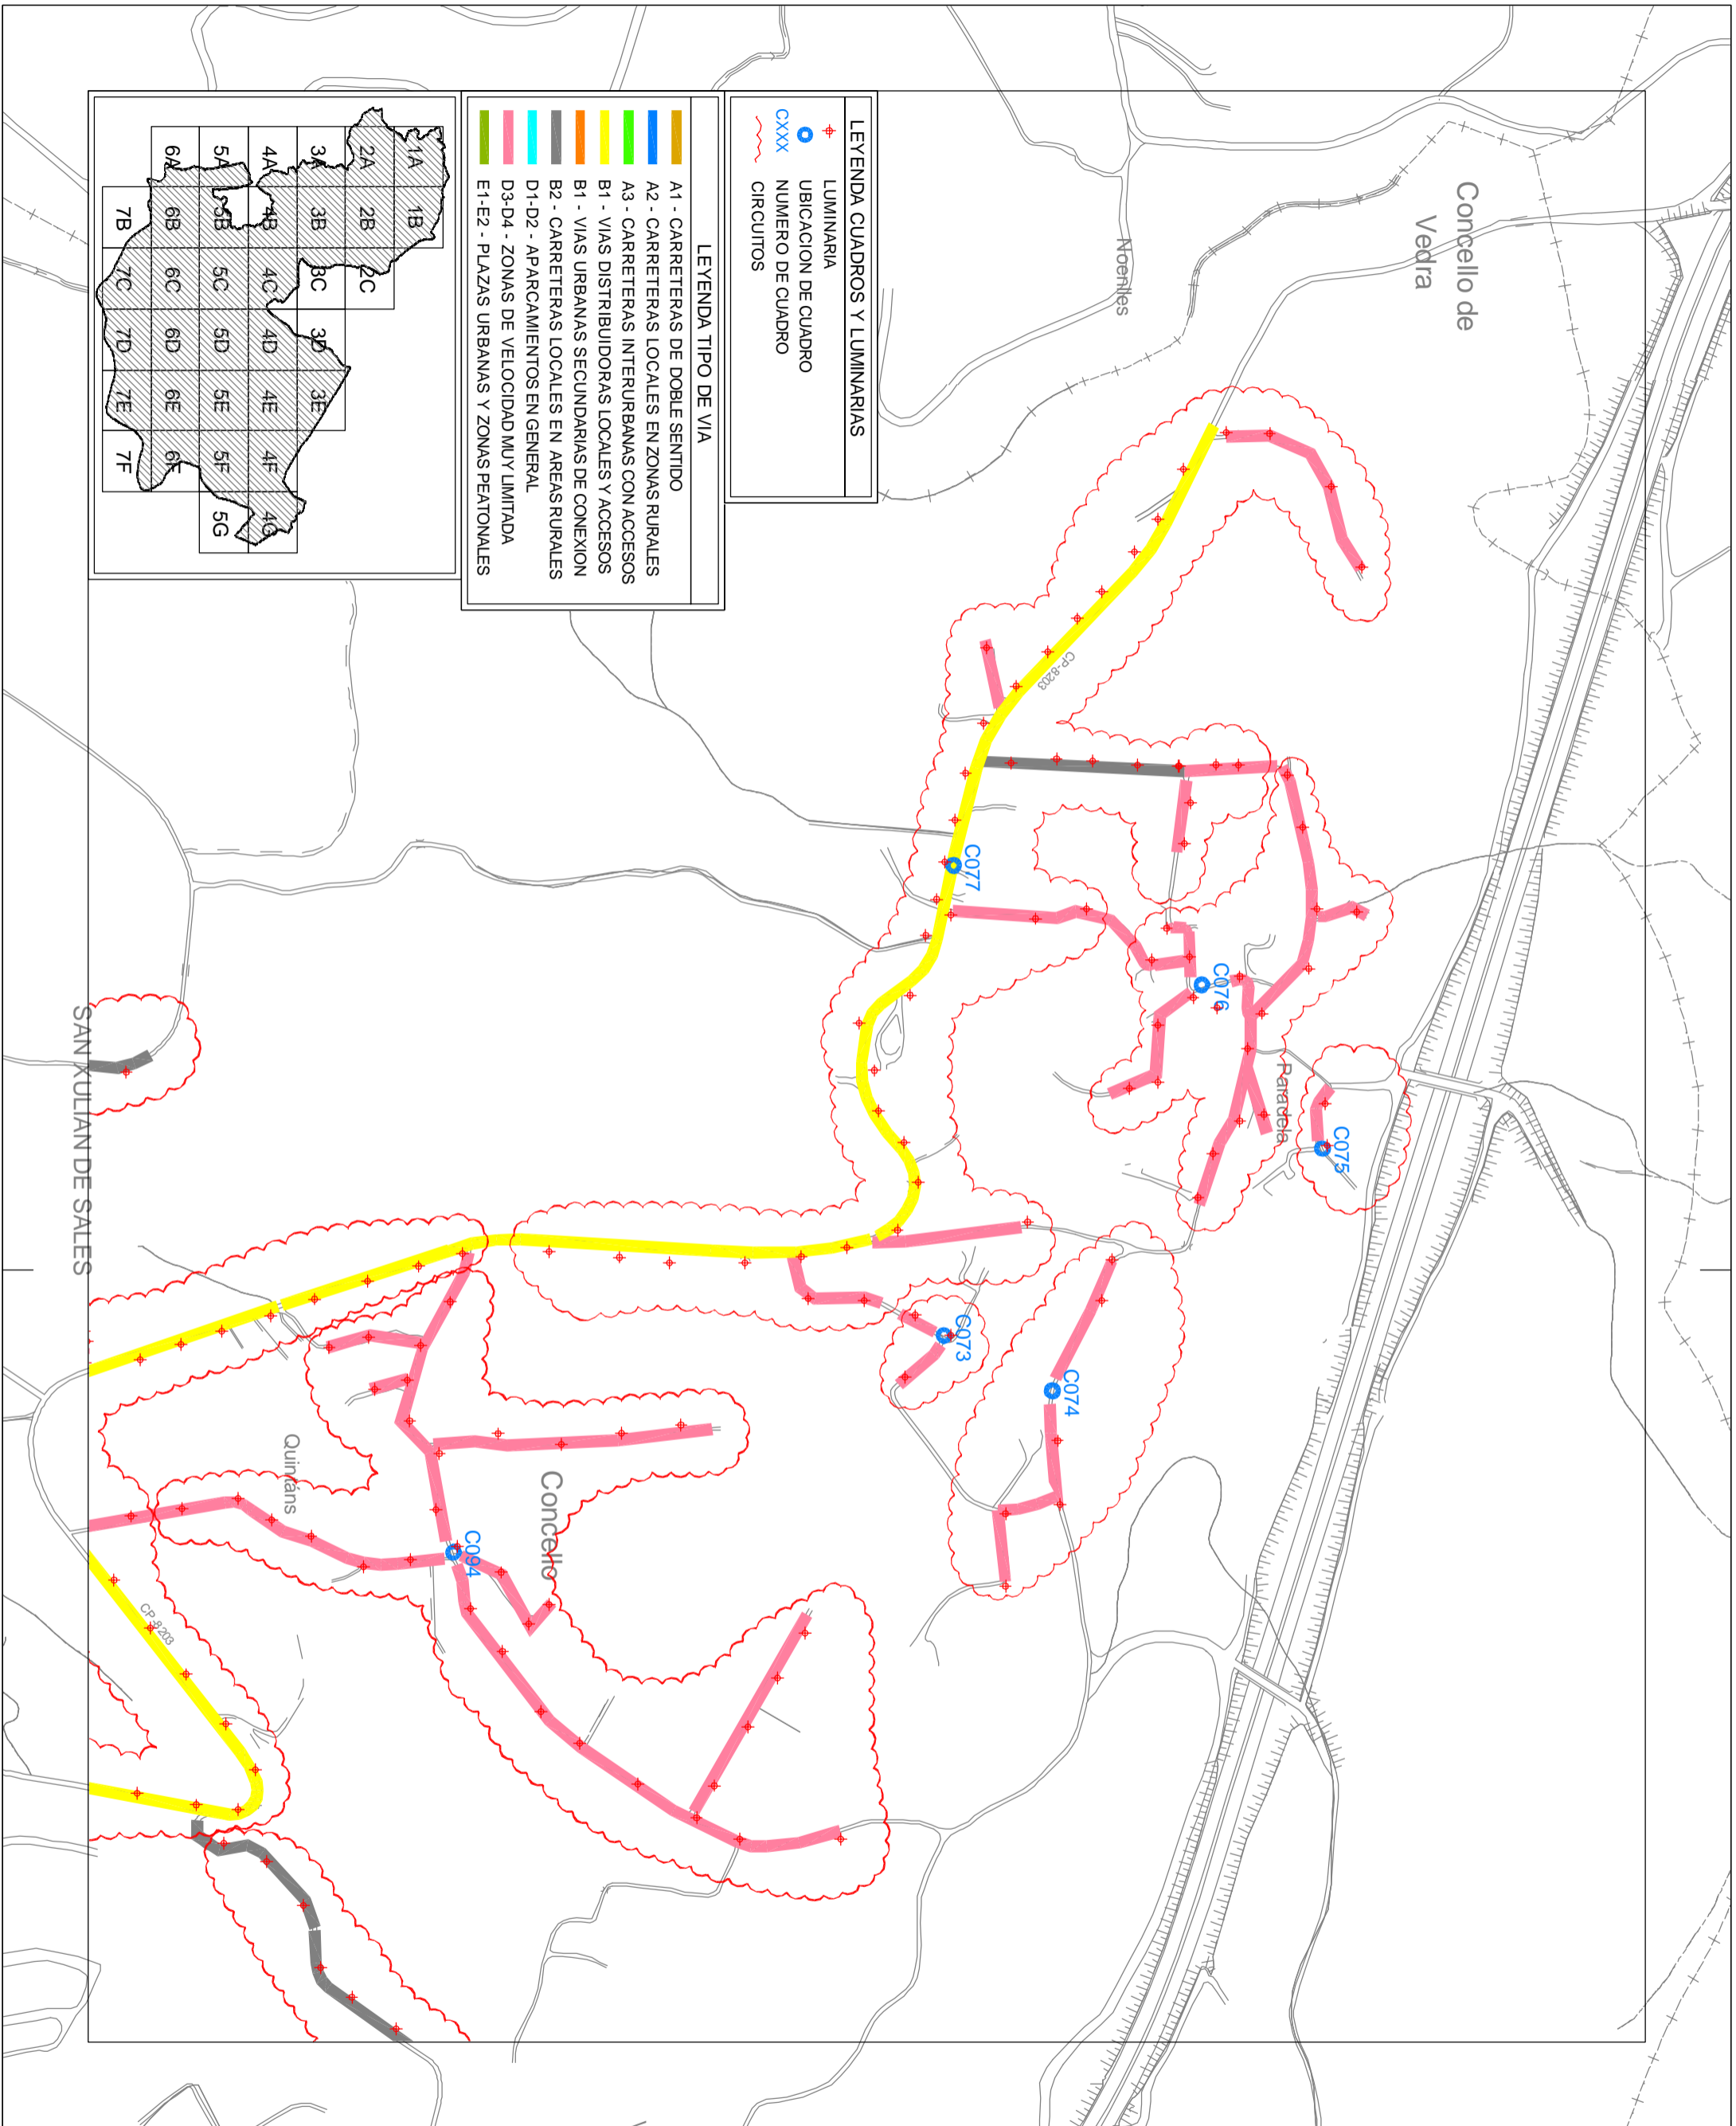 LEYENDA CUADROS Y LUMINARIAS
LUMINARIA
UBICACION DE CUADRO
CXXX NUMERO DE CUADRO
CIRCUITOS
LEYENDA TIPO DE VIA
A1 - CARRETERAS DE DOBLE SENTIDO
A2 - CARRETERAS LOCALES EN ZONAS RURALES
A3 - CARRETERAS INTERURBANAS CON ACCESOS
B1 - VIAS DISTRIBUIDORAS LOCALES Y ACCESOS
B1 - VIAS URBANAS SECUNDARIAS DE CONEXION
B2 - CARRETERAS LOCALES EN AREAS RURALES
D1-D2 - APARCAMIENTOS EN GENERAL
D3-D4 - ZONAS DE VELOCIDAD MUY LIMITADA
E1-E2 - PLAZAS URBANAS Y ZONAS PEATONALES
1A 1B
2A 2B 2C
3A 3B 3C 3D 3E
4A 4B 4C 4D 4E 4F 4G
5A 5B 5C 5D 5E 5F 5G
6A 6B 6C 6D 6E 6F
7B 7C 7D 7E 7F
Concello de
Vedra
Noenlles
CP-8203
C077
C076
Paradela
C075
C073
C074
SAN XULIAN DE SALES
Quintáns
Concello
C094
CP-8203